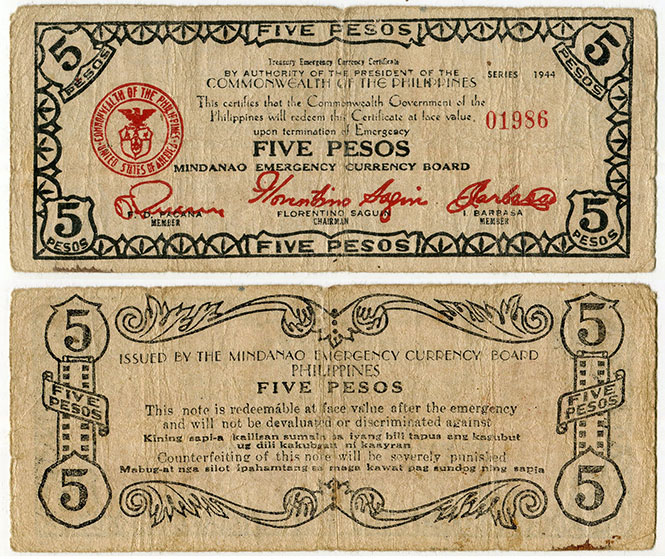 5 PESOS
FIVE PESOS
5 PESOS
Treasury Emergency Currency Certificate
BY AUTHORITY OF THE PRESIDENT OF THE
SERIES 1944
COMMONWEALTH OF THE PHILIPPINES
This certifies that the Commonwealth Government of the
Philippines will redeem this Certificate at face value,
01986
upon termination of Emergency
FIVE PESOS
MINDANAO EMERGENCY CURRENCY BOARD
COMMONWEALTH OF THE PHILIPPINES
UNITED STATES OF AMERICA
Florentino Saguin
I Barbasa
F. D. PACANA
MEMBER
FLORENTINO SAGUIN
CHAIRMAN
I. BARBASA
MEMBER
5 PESOS
FIVE PESOS
5 PESOS
5
5
ISSUED BY THE MINDANAO EMERGENCY CURRENCY BOARD
PHILIPPINES
FIVE PESOS
FIVE PESOS
FIVE PESOS
This note is redeemable at face value after the emergency
and will not be devaluated or discriminated against
Kining sapi-a kailisan sumala sa iyang bili tapus ang kagubut
ug dili kakubsan ni kaayran
Counterfeiting of this note will be severely punished
Mabug-at nga silot ipahamtang sa maga kawat pag sundog ning sapia
5
5